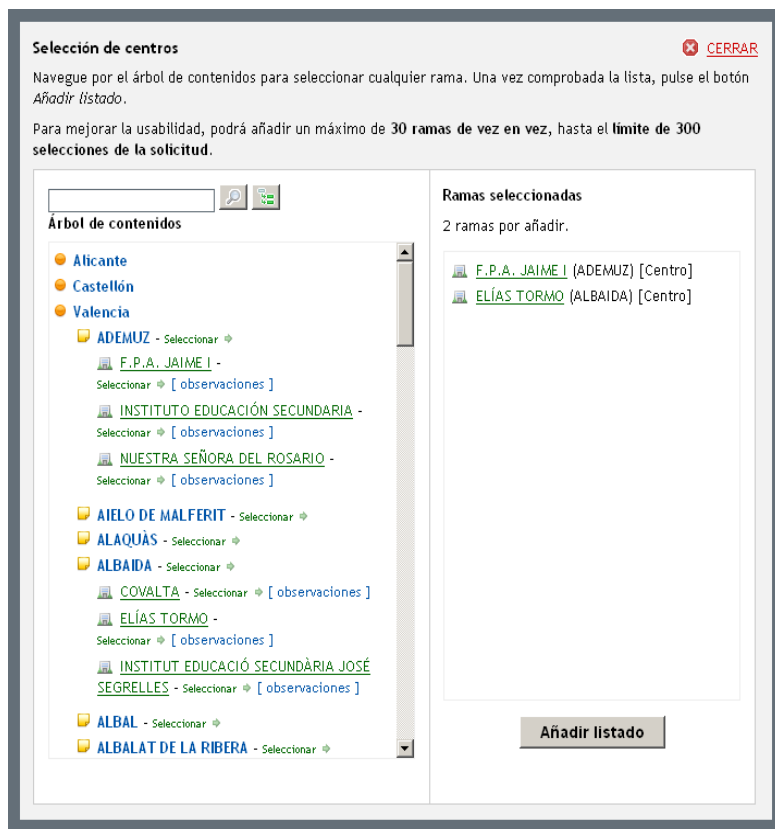 Selección de centros
CERRAR
Navegue por el árbol de contenidos para seleccionar cualquier rama. Una vez comprobada la lista, pulse el botón
Añadir listado.
Para mejorar la usabilidad, podrá añadir un máximo de 30 ramas de vez en vez, hasta el límite de 300
selecciones de la solicitud.
Árbol de contenidos
Alicante
Castellón
Valencia
ADEMUZ - Seleccionar
F.P.A. JAIME I -
Seleccionar [ observaciones ]
INSTITUTO EDUCACIÓN SECUNDARIA -
Seleccionar [ observaciones ]
NUESTRA SEÑORA DEL ROSARIO -
Seleccionar [ observaciones ]
AIELO DE MALFERIT - Seleccionar
ALAQUÀS - Seleccionar
ALBAIDA - Seleccionar
COVALTA - Seleccionar [ observaciones ]
ELÍAS TORMO -
Seleccionar [ observaciones ]
INSTITUT EDUCACIÓ SECUNDÀRIA JOSÉ
SEGRELLES - Seleccionar [ observaciones ]
ALBAL - Seleccionar
ALBALAT DE LA RIBERA - Seleccionar
Ramas seleccionadas
2 ramas por añadir.
F.P.A. JAIME I (ADEMUZ) [Centro]
ELÍAS TORMO (ALBAIDA) [Centro]
Añadir listado